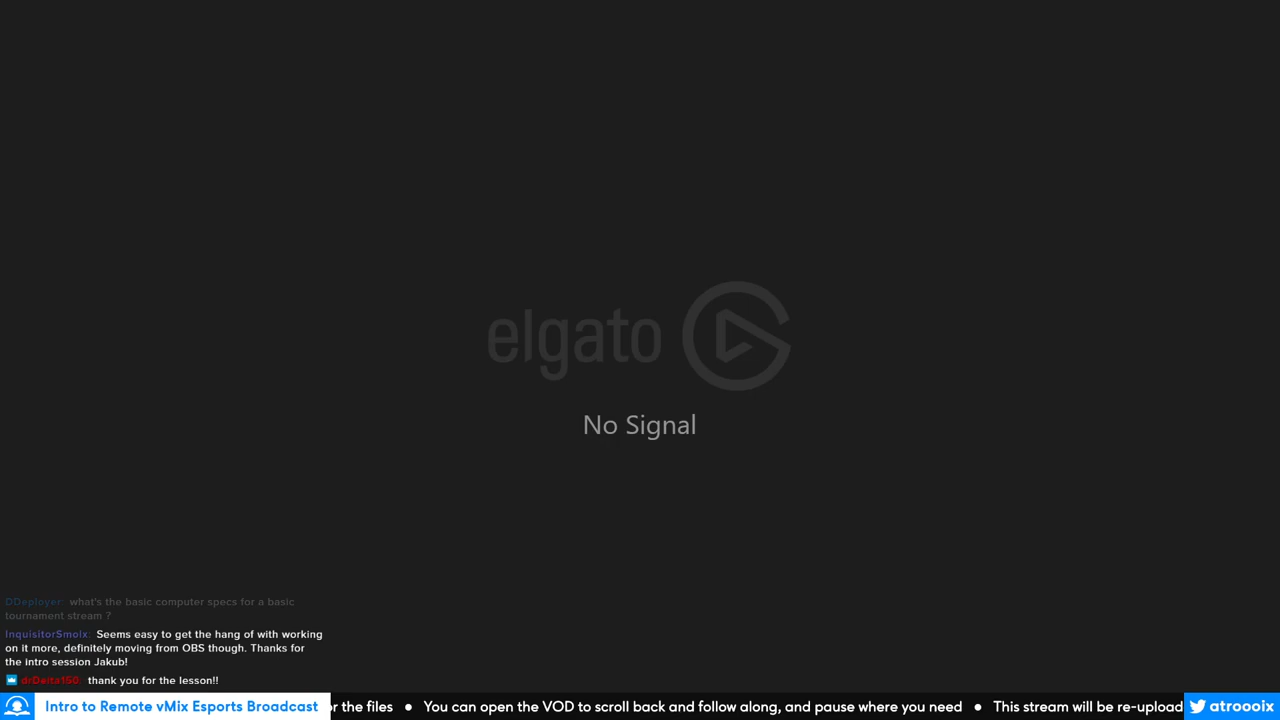 elgato
No Signal
DDeployer: what's the basic computer specs for a basic
tournament stream ?
InquisitorSmolx: Seems easy to get the hang of with working
on it more, definitely moving from OBS though. Thanks for
the intro session Jakub!
drDelta150: thank you for the lesson!!
Intro to Remote vMix Esports Broadcast
or the files ● You can open the VOD to scroll back and follow along, and pause where you need ● This stream will be re-upload
atroooix